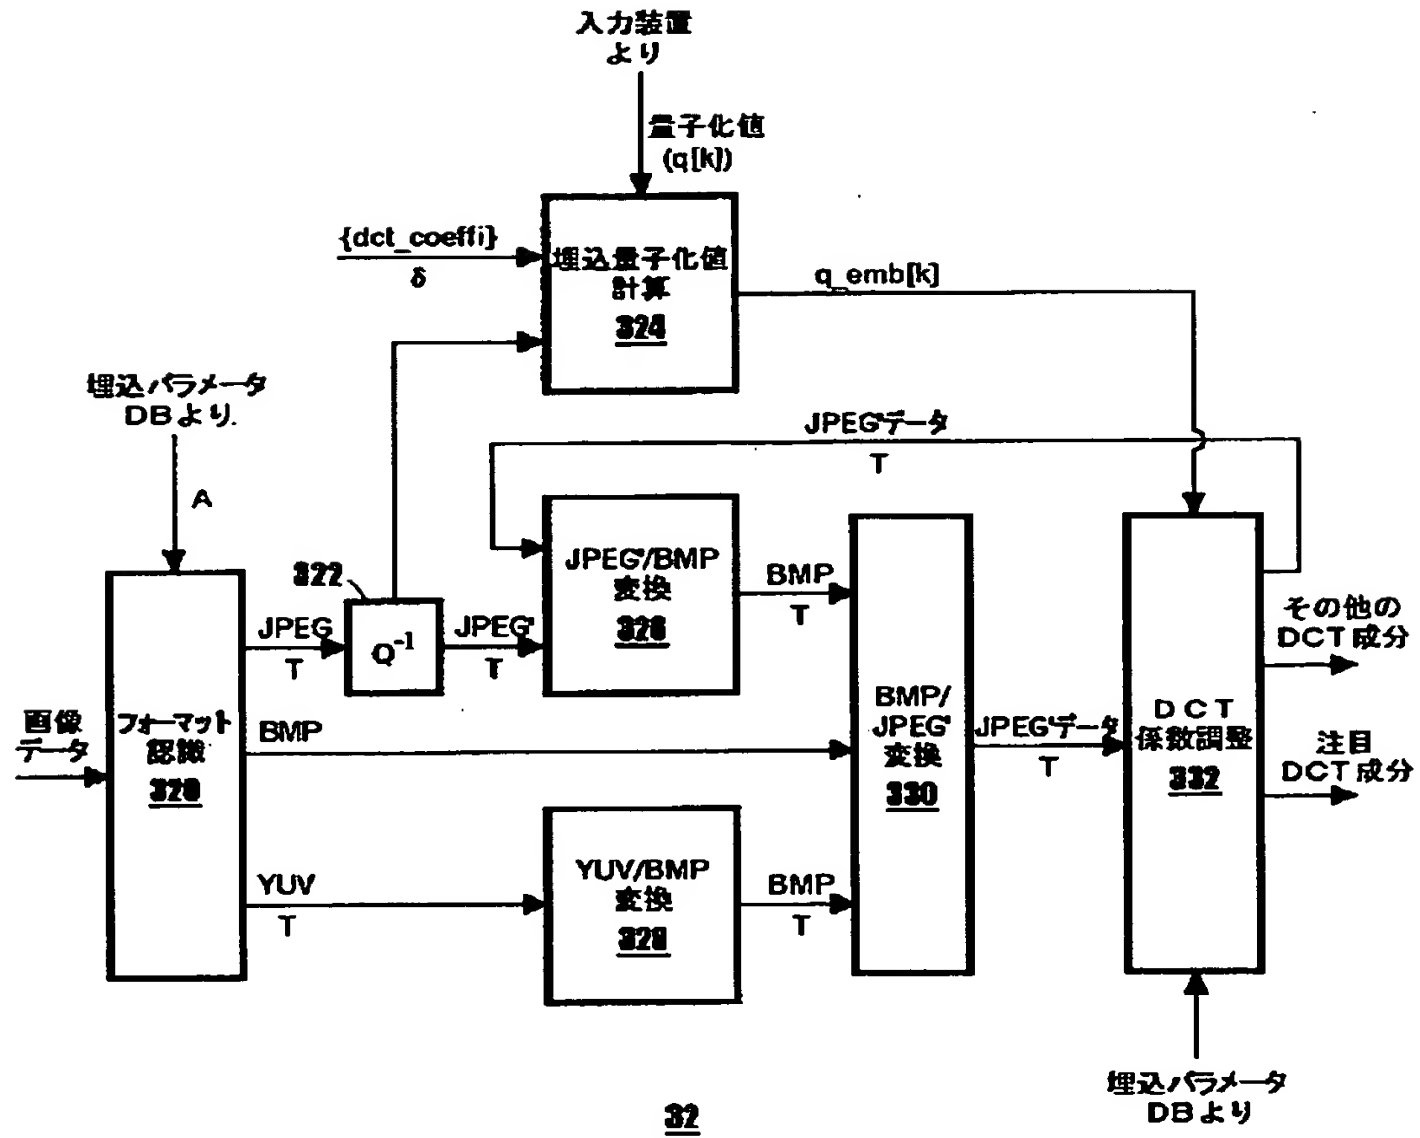 入力装置
より
量子化値
(q[k])
{dct_coeffi}
δ
埋込量子化値
計算
324
q_emb[k]
埋込パラメータ
DBより
A
JPEG'データ
T
322
Q⁻¹
JPEG
T
JPEG'
T
JPEG'/BMP
変換
326
BMP
T
画像
データ
フォーマット
認識
320
BMP
BMP/
JPEG'
変換
330
JPEG'データ
T
DCT
係数調整
332
その他の
DCT成分
注目
DCT成分
YUV
T
YUV/BMP
変換
328
BMP
T
埋込パラメータ
DBより
32